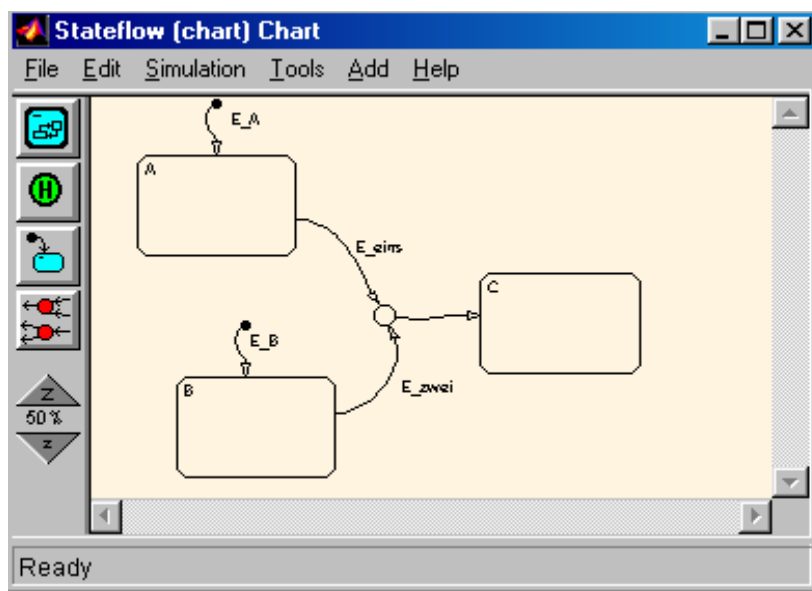 Stateflow (chart) Chart
File Edit Simulation Tools Add Help
E_A
A
H
E_eins
C
E_B
B
E_zwei
Z
50%
z
Ready